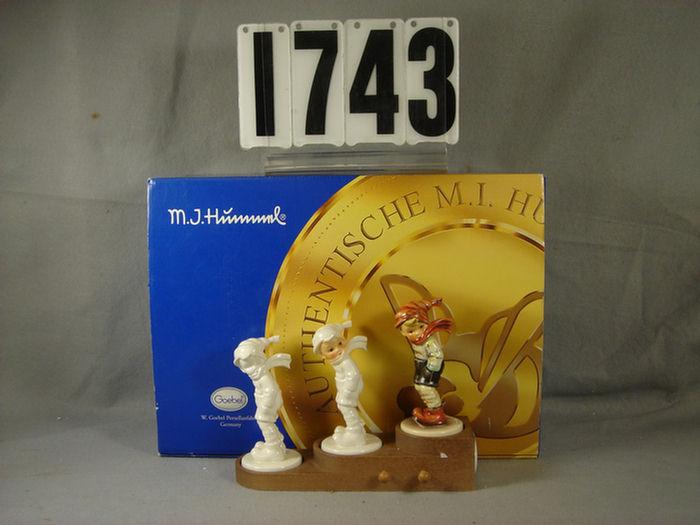 1743
M.J.Hummel®
AUTHENTISCHE M.I. HU
Goebel
W. Goebel Porzellanfabrik
Germany